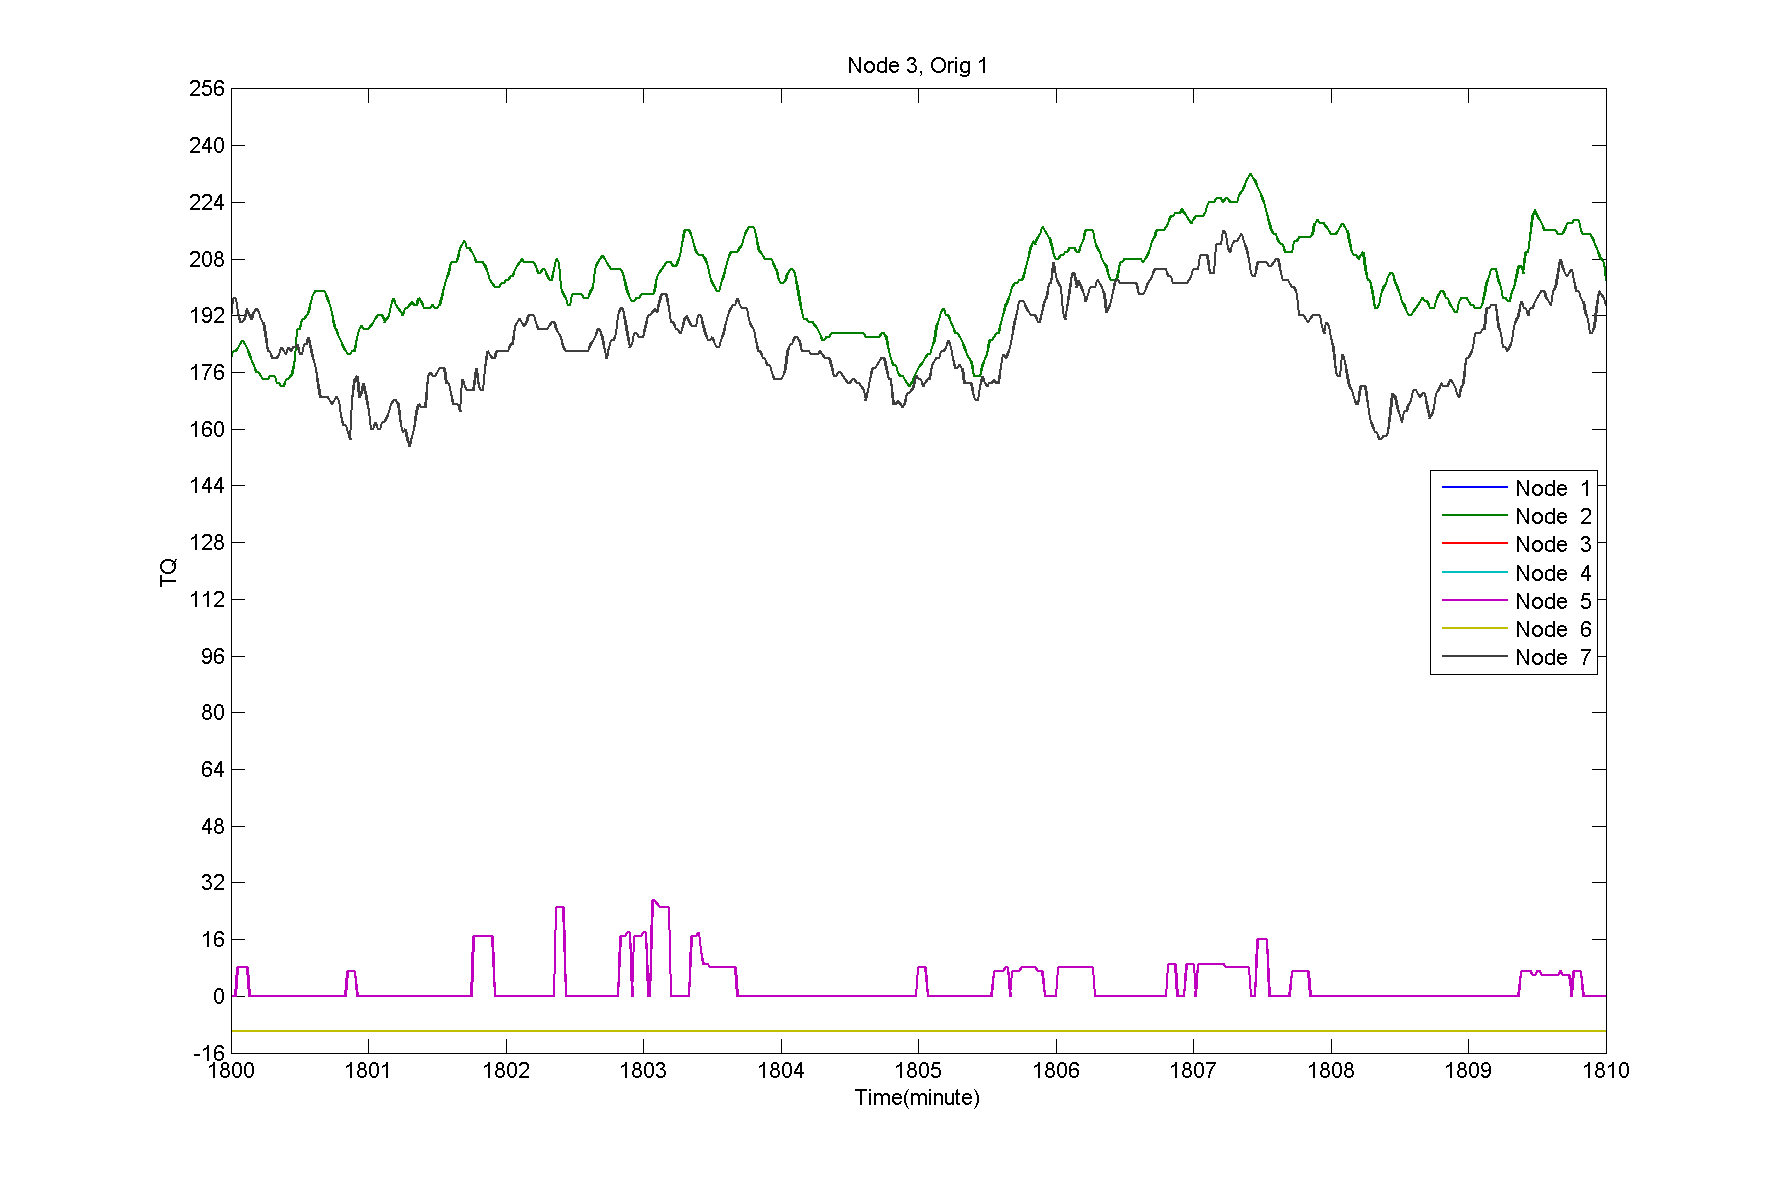 Node 3, Orig 1
256
240
224
208
192
176
160
144
128
112
96
80
64
48
32
16
0
-16
TQ
Node 1
Node 2
Node 3
Node 4
Node 5
Node 6
Node 7
1800 1801 1802 1803 1804 1805 1806 1807 1808 1809 1810
Time(minute)